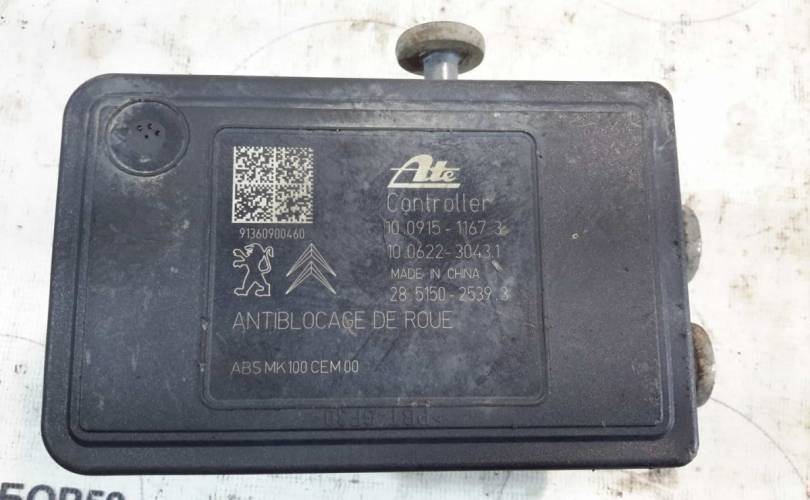 Ate
Controller
10.0915-1167.3
91360900460
10.0622-3043.1
MADE IN CHINA
28.5150-2539.3
ANTIBLOCAGE DE ROUE
ABS MK100 CEM 00